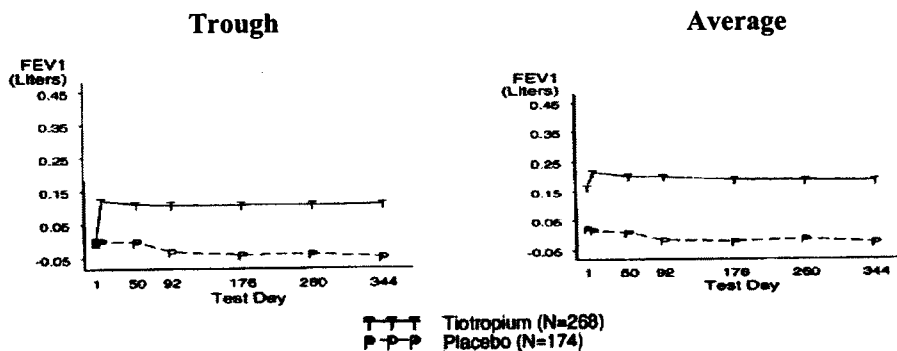 Trough
FEV1
(Liters)
0.45
0.35
0.25
0.15
0.05
-0.05
1 50 92 176 260 344
Test Day
Average
FEV1
(Liters)
0.45
0.35
0.25
0.15
0.05
-0.05
1 50 92 176 260 344
Test Day
T T T Tiotropium (N=268)
P P P Placebo (N=174)